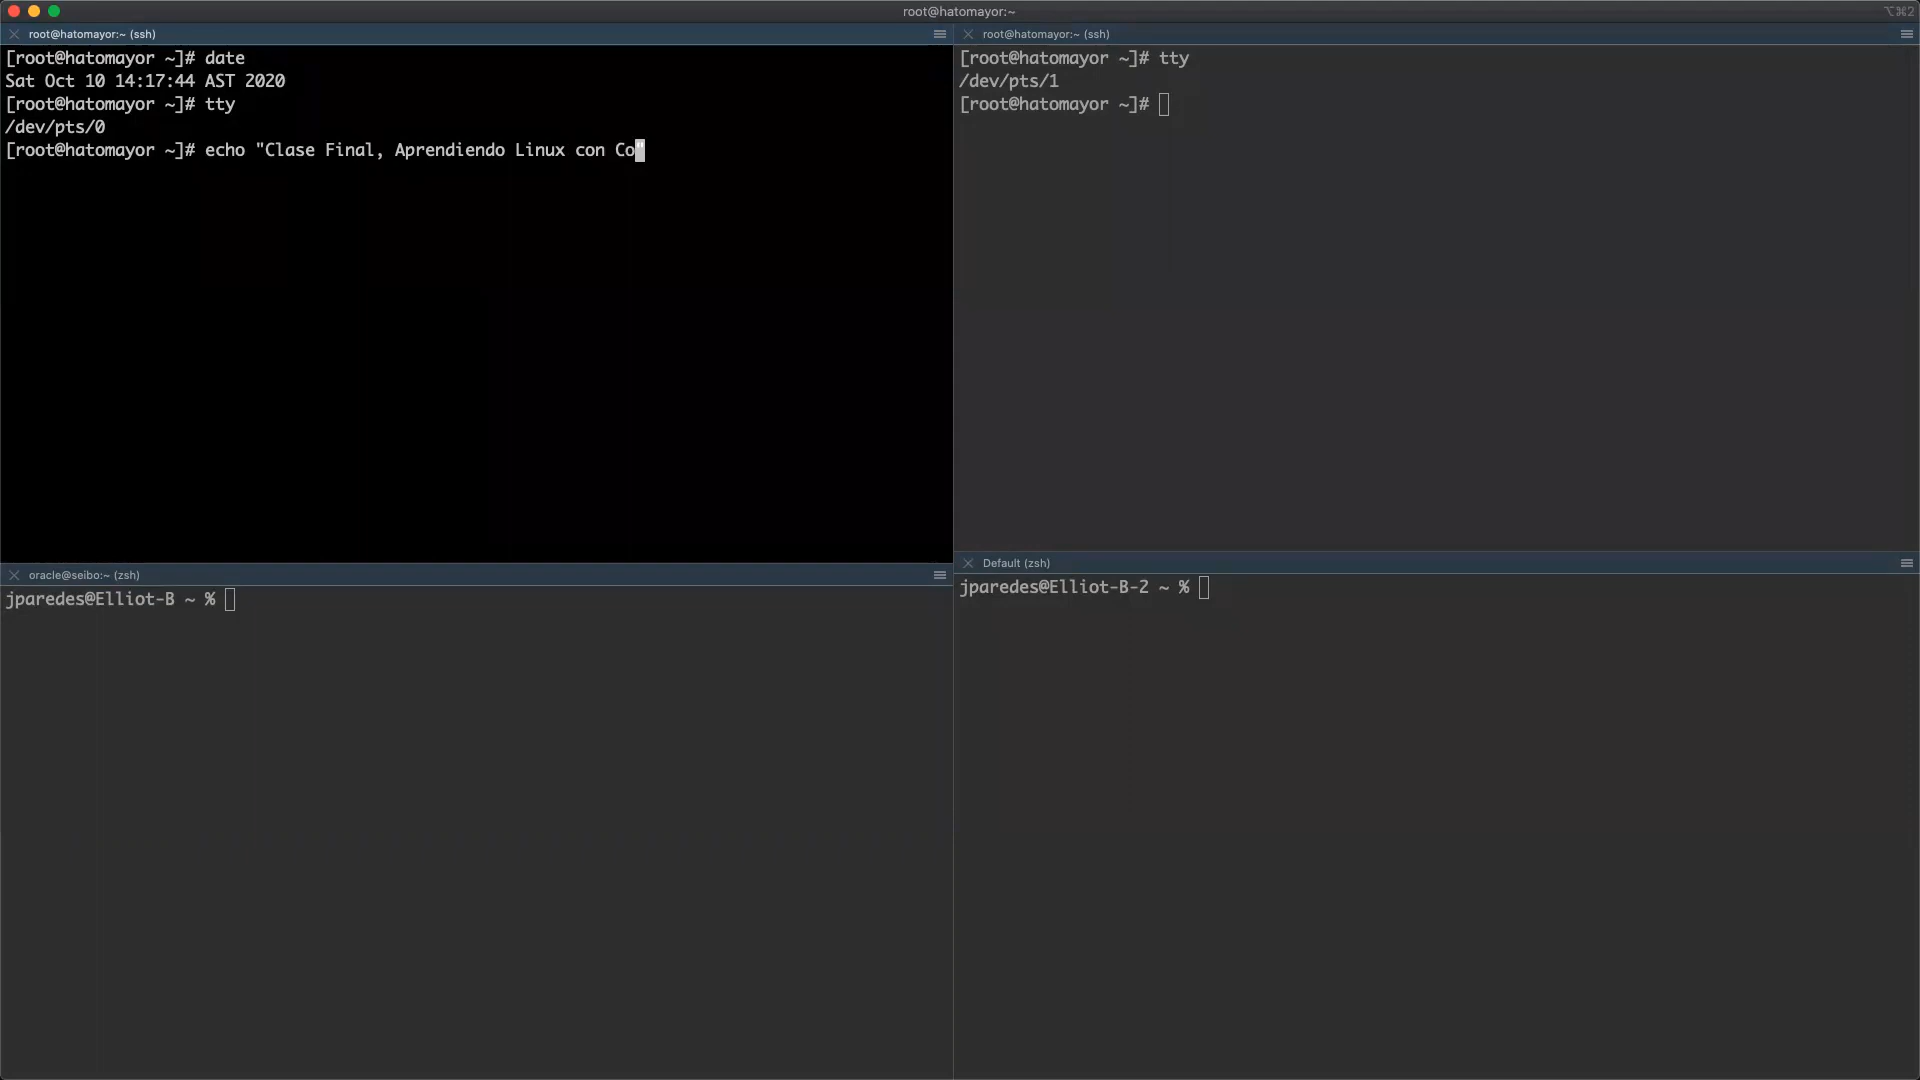 root@hatomayor:~
⌥⌘2
root@hatomayor:~ (ssh)
[root@hatomayor ~]# date
Sat Oct 10 14:17:44 AST 2020
[root@hatomayor ~]# tty
/dev/pts/0
[root@hatomayor ~]# echo "Clase Final, Aprendiendo Linux con Co"
root@hatomayor:~ (ssh)
[root@hatomayor ~]# tty
/dev/pts/1
[root@hatomayor ~]#
oracle@seibo:~ (zsh)
jparedes@Elliot-B ~ %
Default (zsh)
jparedes@Elliot-B-2 ~ %